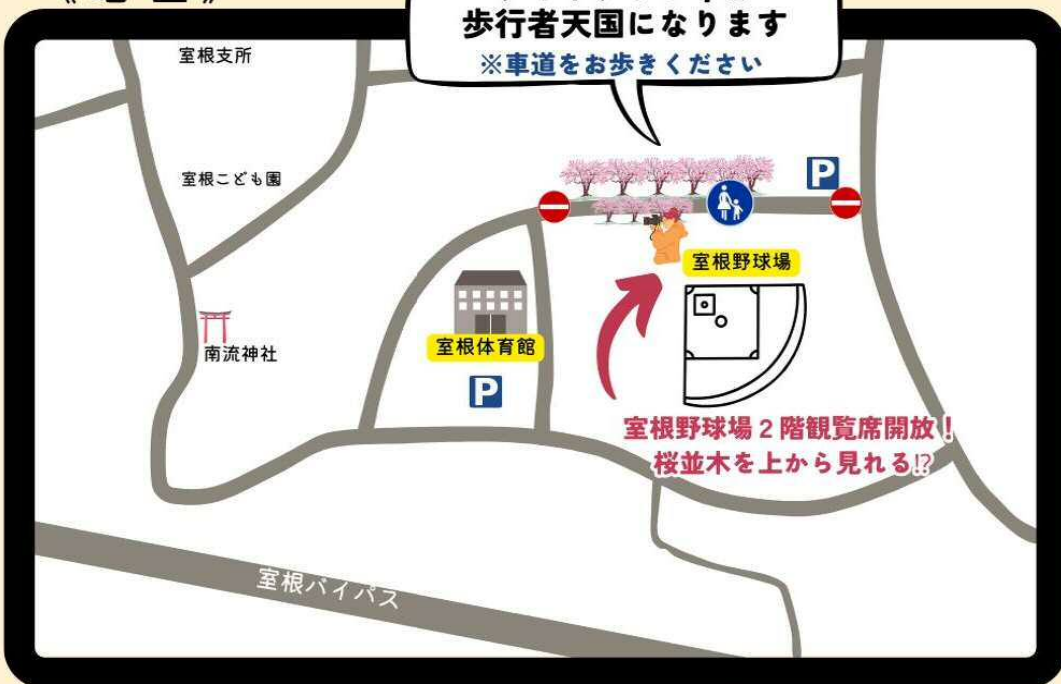 歩行者天国になります
※車道をお歩きください
室根支所
室根こども園
P
室根野球場
南流神社
室根体育館
P
室根野球場2階観覧席開放!
桜並木を上から見れる!?
室根バイパス